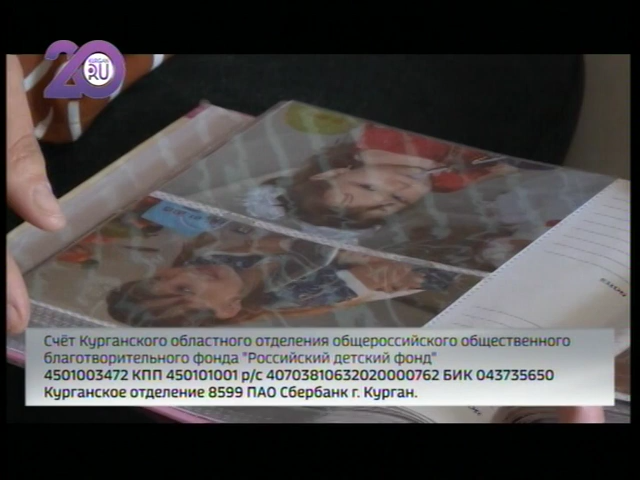 20
KURGAN
RU
Счёт Курганского областного отделения общероссийского общественного
благотворительного фонда "Российский детский фонд"
4501003472 КПП 450101001 р/с 40703810632020000762 БИК 043735650
Курганское отделение 8599 ПАО Сбербанк г. Курган.